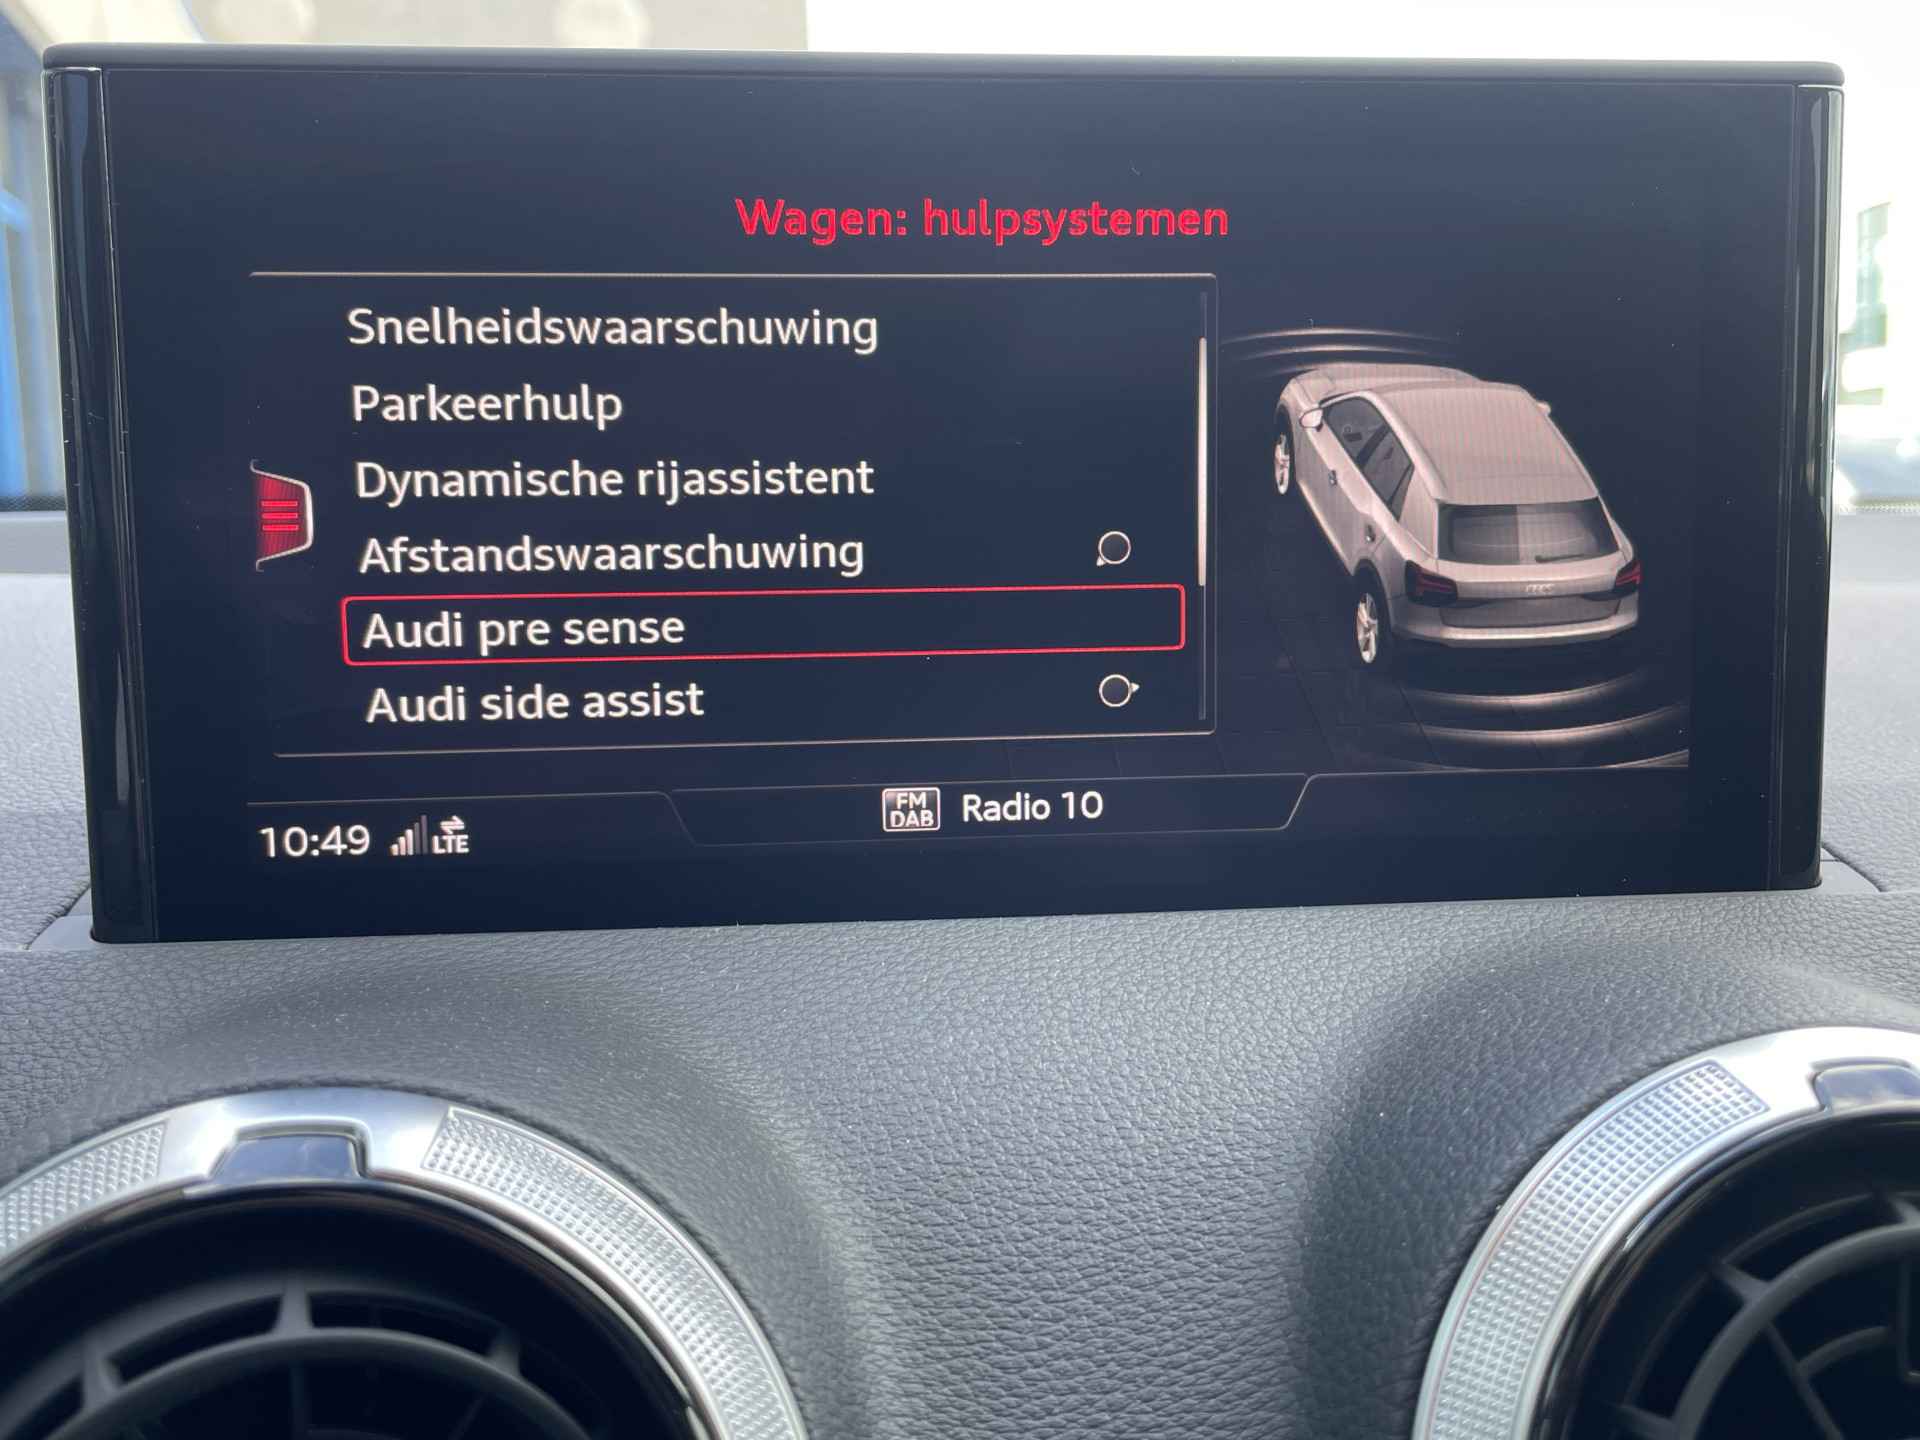 Wagen: hulpsystemen
Snelheidswaarschuwing
Parkeerhulp
Dynamische rijassistent
Afstandswaarschuwing
Audi pre sense
Audi side assist
FM
DAB
Radio 10
10:49
LTE